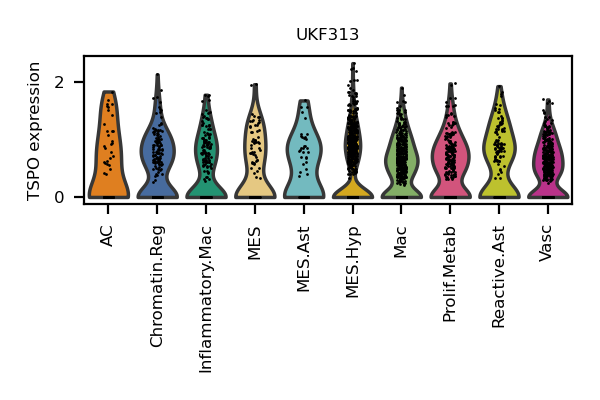 UKF313
TSPO expression
2
0
AC
Chromatin.Reg
Inflammatory.Mac
MES
MES.Ast
MES.Hyp
Mac
Prolif.Metab
Reactive.Ast
Vasc